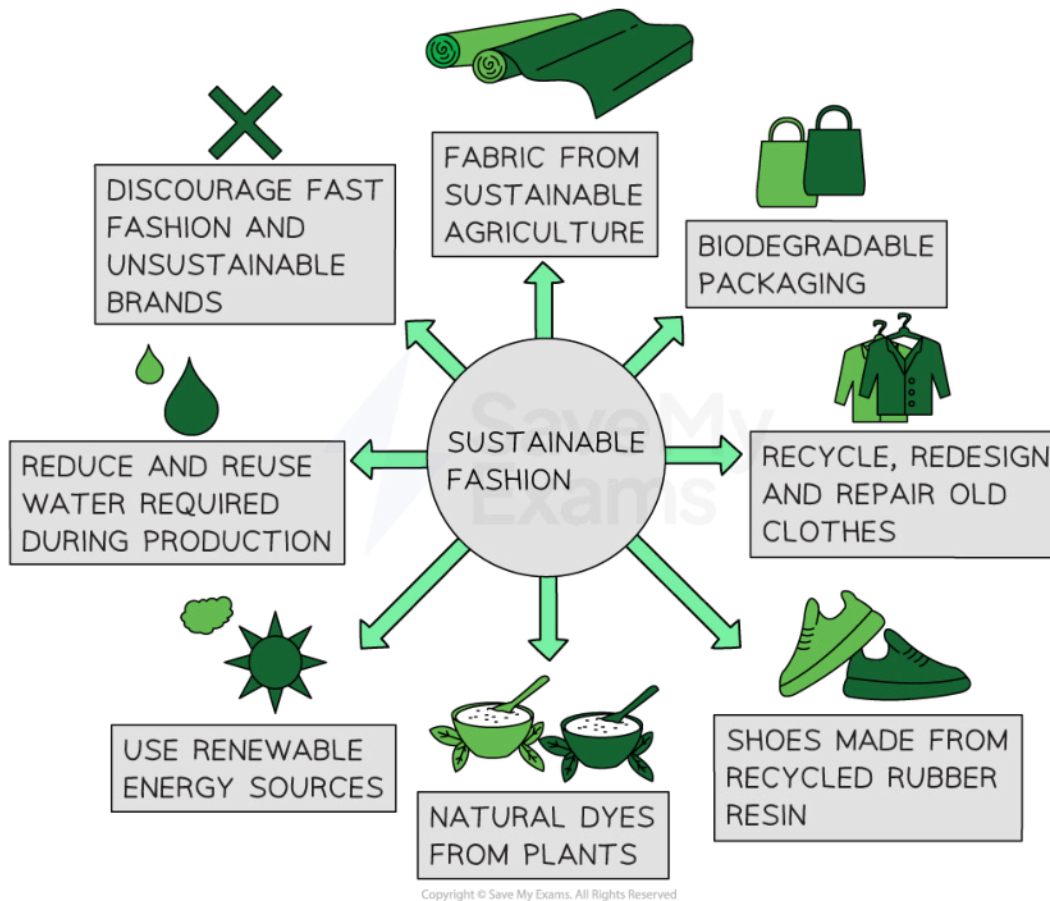 FABRIC FROM
SUSTAINABLE
AGRICULTURE
DISCOURAGE FAST
FASHION AND
UNSUSTAINABLE
BRANDS
BIODEGRADABLE
PACKAGING
SUSTAINABLE
FASHION
SaveMy
Exams
REDUCE AND REUSE
WATER REQUIRED
DURING PRODUCTION
RECYCLE, REDESIGN
AND REPAIR OLD
CLOTHES
USE RENEWABLE
ENERGY SOURCES
NATURAL DYES
FROM PLANTS
SHOES MADE FROM
RECYCLED RUBBER
RESIN
Copyright © Save My Exams. All Rights Reserved